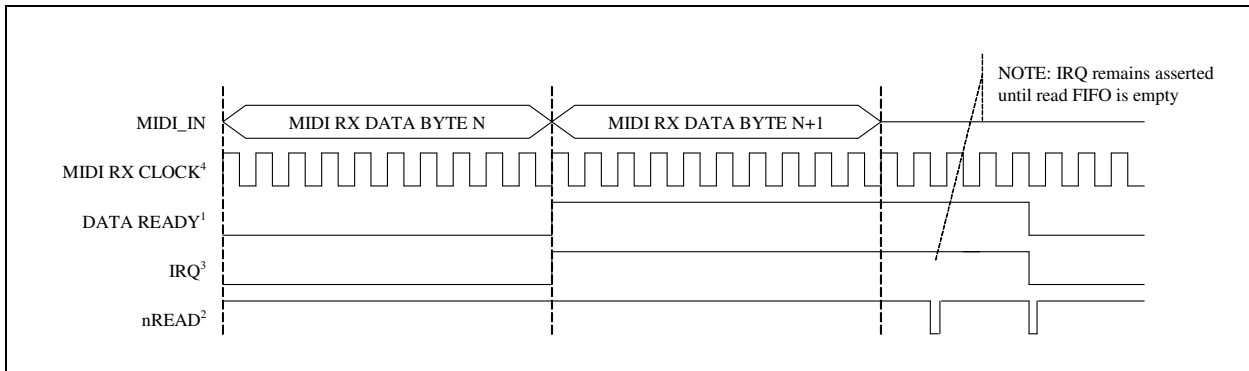 NOTE: IRQ remains asserted
until read FIFO is empty
MIDI_IN
MIDI RX DATA BYTE N
MIDI RX DATA BYTE N+1
MIDI RX CLOCK⁴
DATA READY¹
IRQ³
nREAD²